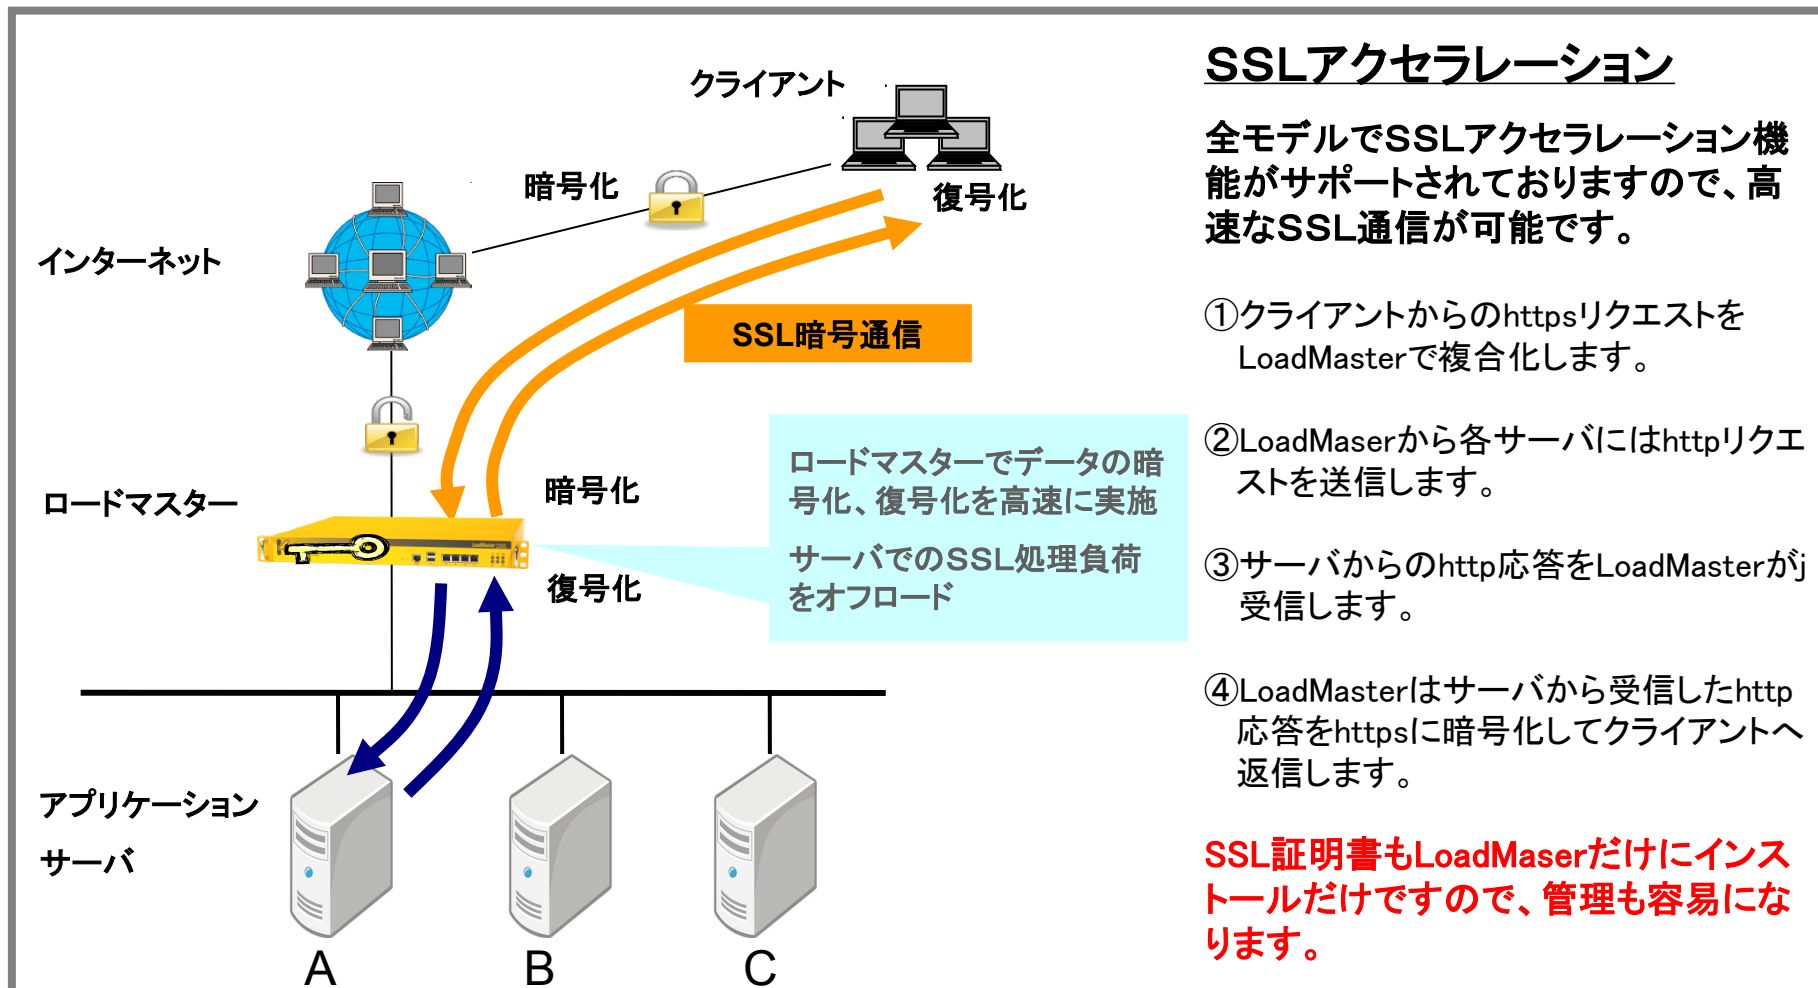 クライアント
暗号化
復号化
インターネット
SSL暗号通信
ロードマスター
暗号化
復号化
ロードマスターでデータの暗
号化、復号化を高速に実施
サーバでのSSL処理負荷
をオフロード
アプリケーション
サーバ
A
B
C
SSLアクセラレーション
全モデルでSSLアクセラレーション機
能がサポートされておりますので、高
速なSSL通信が可能です。
①クライアントからのhttpsリクエストを
LoadMasterで複合化します。
②LoadMaserから各サーバにはhttpリクエ
ストを送信します。
③サーバからのhttp応答をLoadMasterがj
受信します。
④LoadMasterはサーバから受信したhttp
応答をhttpsに暗号化してクライアントへ
返信します。
SSL証明書もLoadMaserだけにインス
トールだけですので、管理も容易にな
ります。